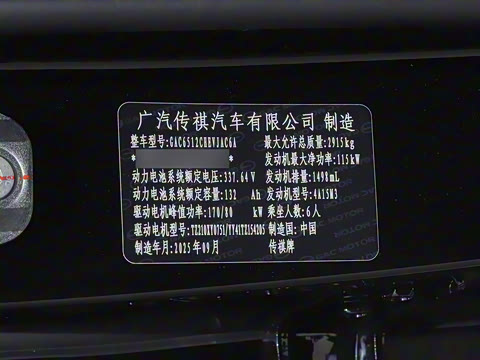 广汽传祺汽车有限公司 制造
整车型号:GAC6512CHEVJAC6A 最大允许总质量:2915kg
* * 发动机最大净功率:115kW
动力电池系统额定电压:337.64V 发动机排量:1498mL
动力电池系统额定容量:132 Ah 发动机型号:4A15M3
驱动电机峰值功率:170/80 kW 乘坐人数:6人
驱动电机型号:TZ210XY0751/YY41TZ154205 制造国:中国
制造年月:2025年09月 传祺牌